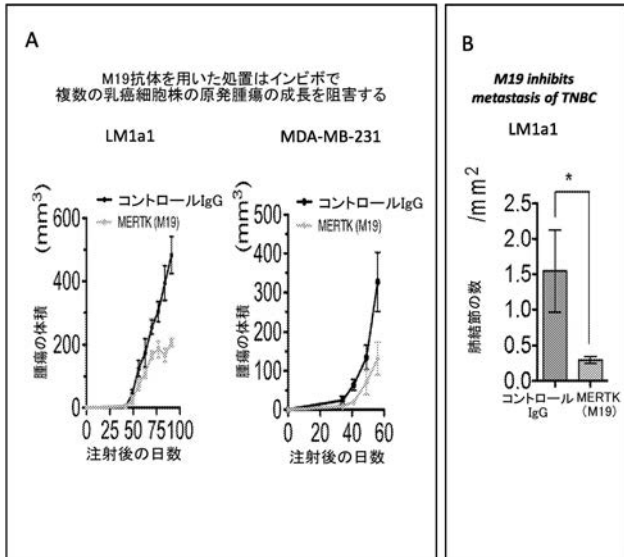 A
M19抗体を用いた処置はインビボで
複数の乳癌細胞株の原発腫瘍の成長を阻害する
LM1a1
コントロールIgG
MERTK (M19)
腫瘍の体積 (mm³)
600
400
200
0
0 25 50 75 100
注射後の日数
MDA-MB-231
コントロールIgG
MERTK (M19)
腫瘍の体積 (mm³)
500
400
300
200
100
0
0 20 40 60
注射後の日数
B
M19 inhibits
metastasis of TNBC
LM1a1
*
肺結節の数 /mm²
2.5
2.0
1.5
1.0
0.5
0.0
コントロール
IgG
MERTK
(M19)